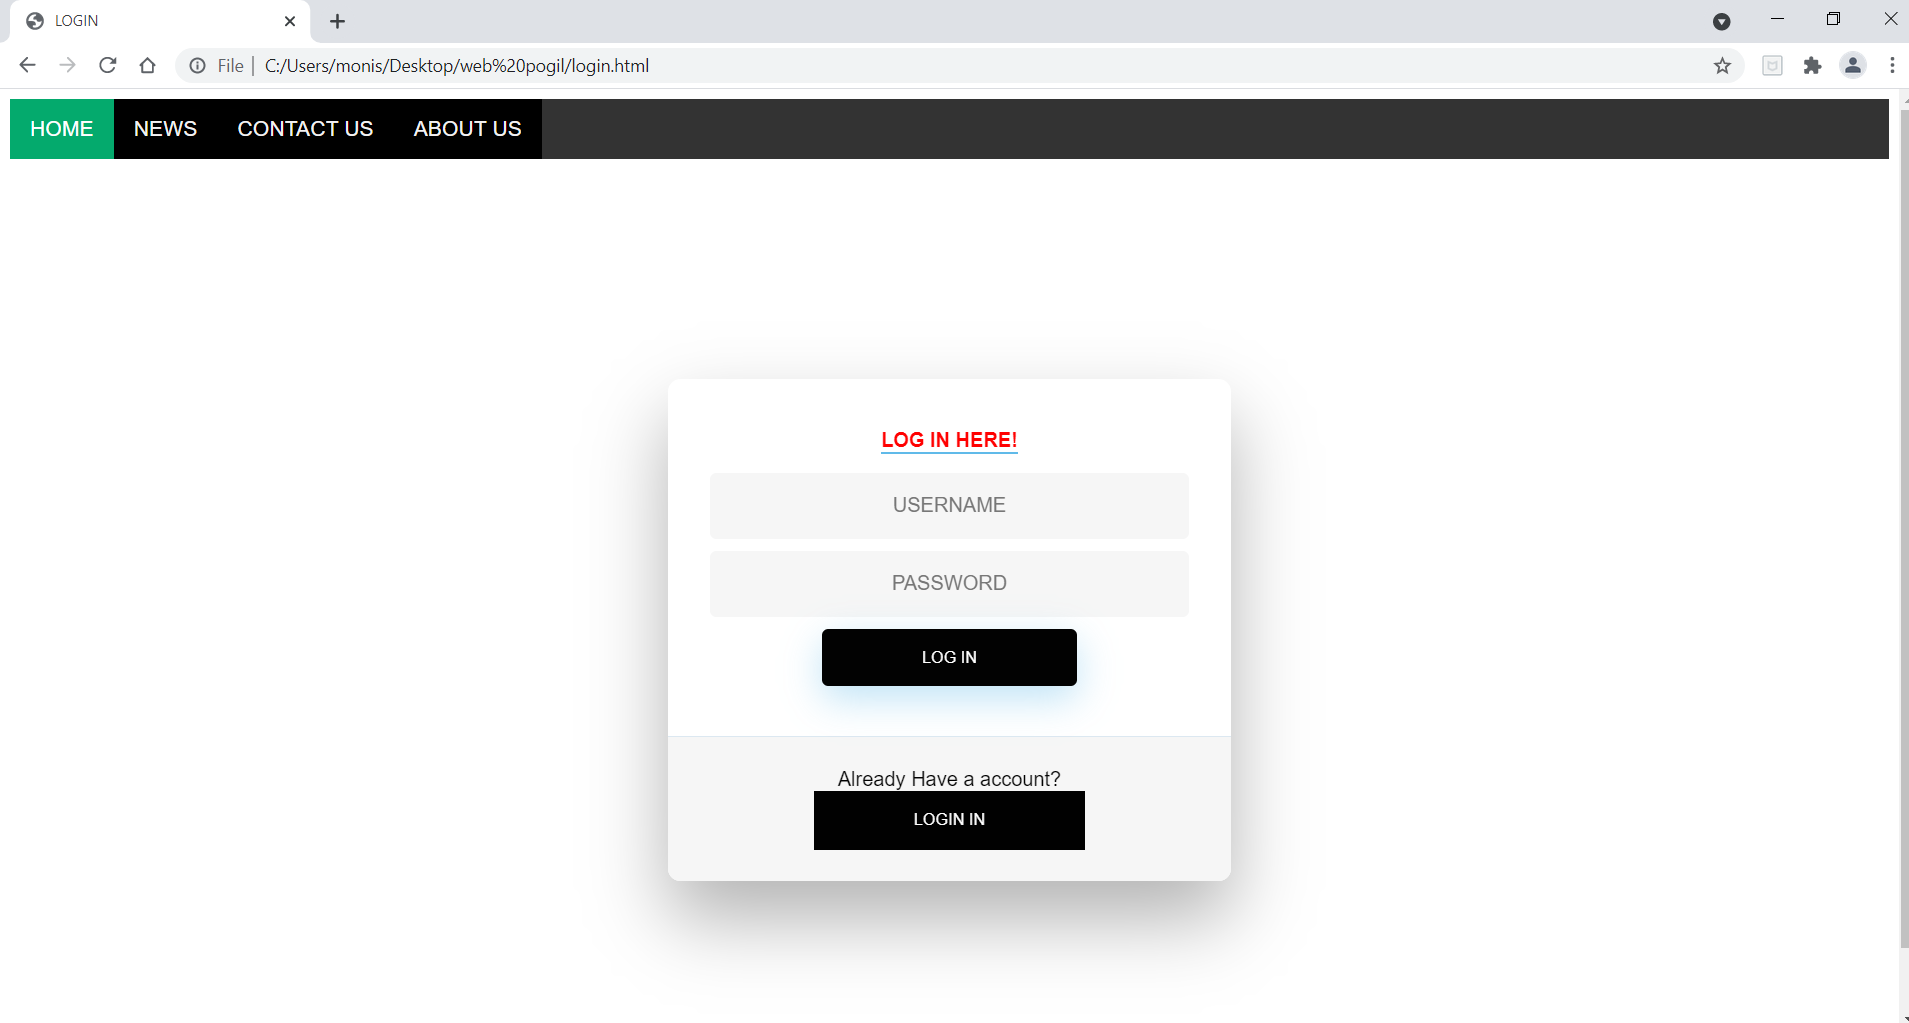 LOGIN
File | C:/Users/monis/Desktop/web%20pogil/login.html
HOME NEWS CONTACT US ABOUT US
LOG IN HERE!
USERNAME
PASSWORD
LOG IN
Already Have a account?
LOGIN IN